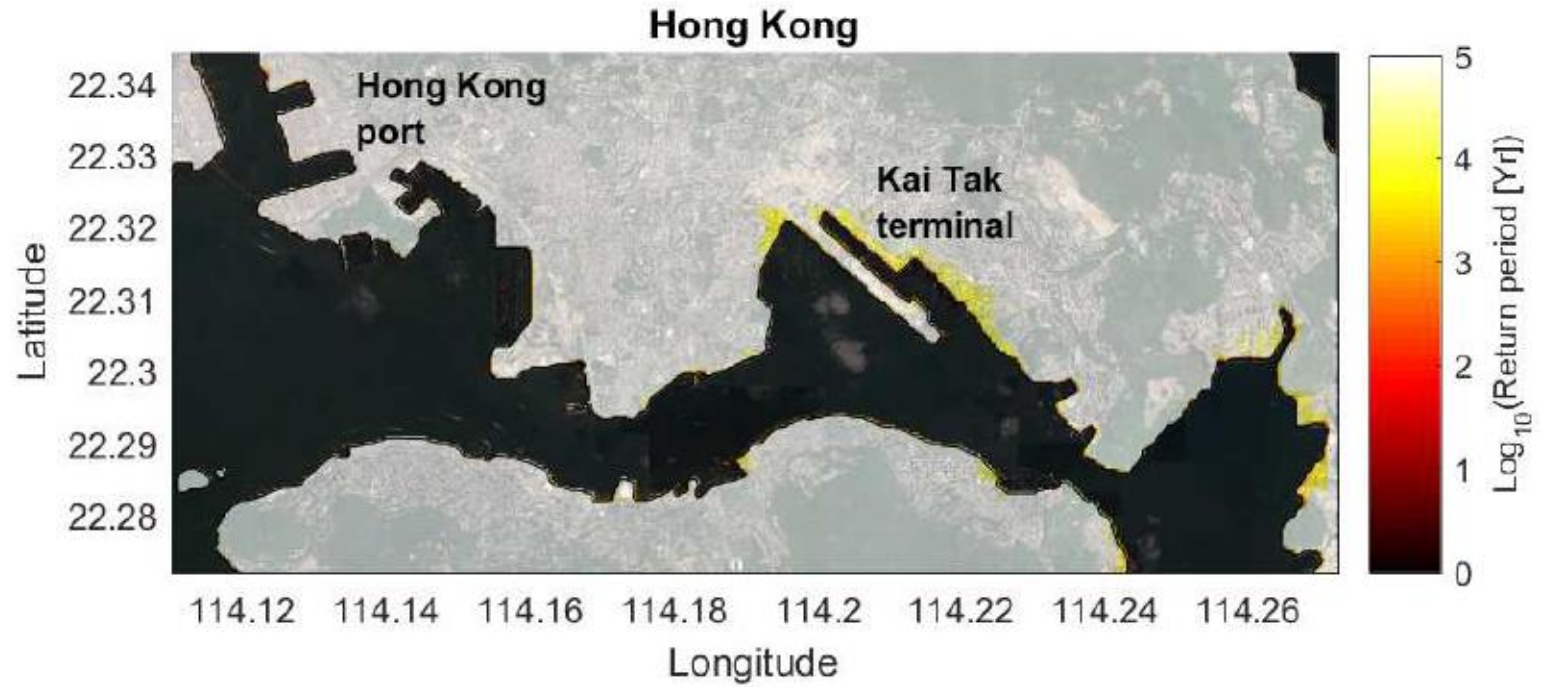 Hong Kong
Hong Kong
port
Kai Tak
terminal
22.34
22.33
22.32
22.31
22.3
22.29
22.28
Latitude
114.12 114.14 114.16 114.18 114.2 114.22 114.24 114.26
Longitude
5
4
3
2
1
0
Log₁₀(Return period [Yr])